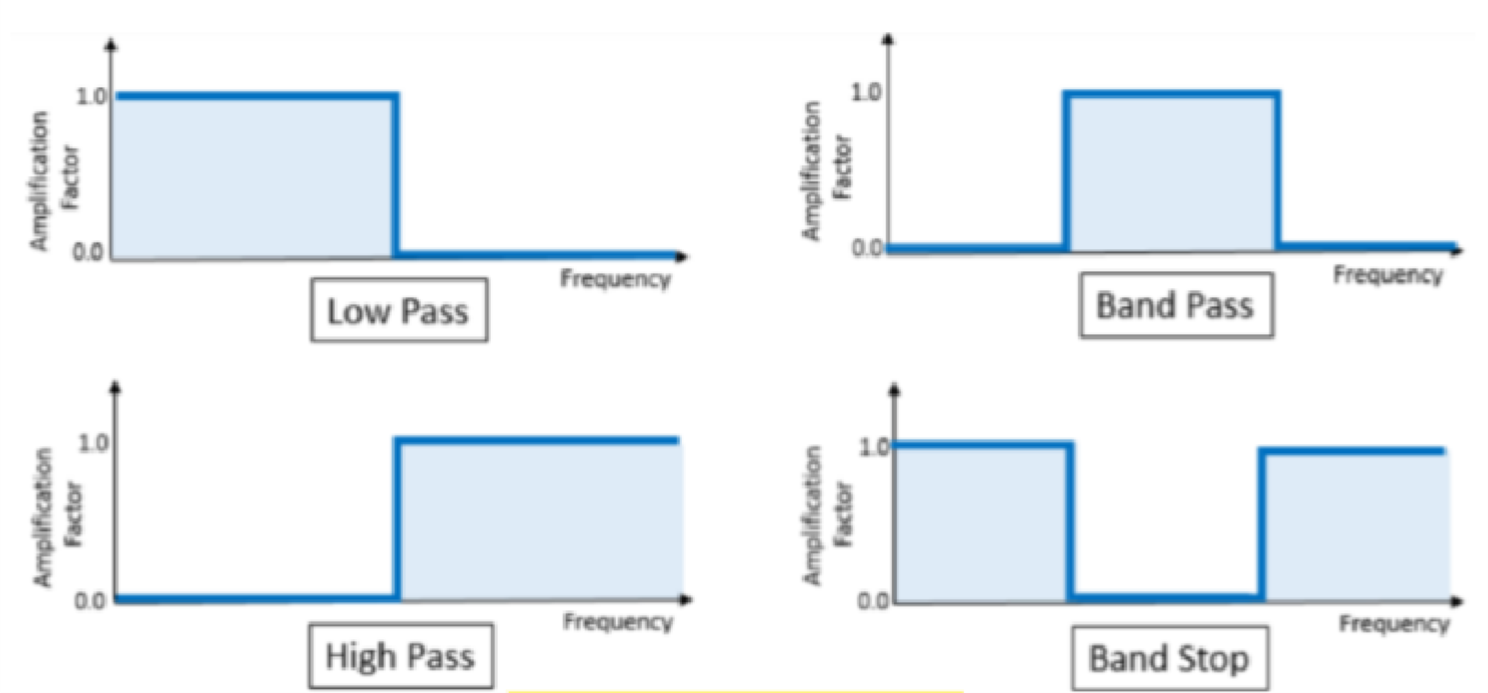 1.0
Amplification
Factor
0.0
Frequency
Low Pass
1.0
Amplification
Factor
0.0
Frequency
Band Pass
1.0
Amplification
Factor
0.0
Frequency
High Pass
1.0
Amplification
Factor
0.0
Frequency
Band Stop